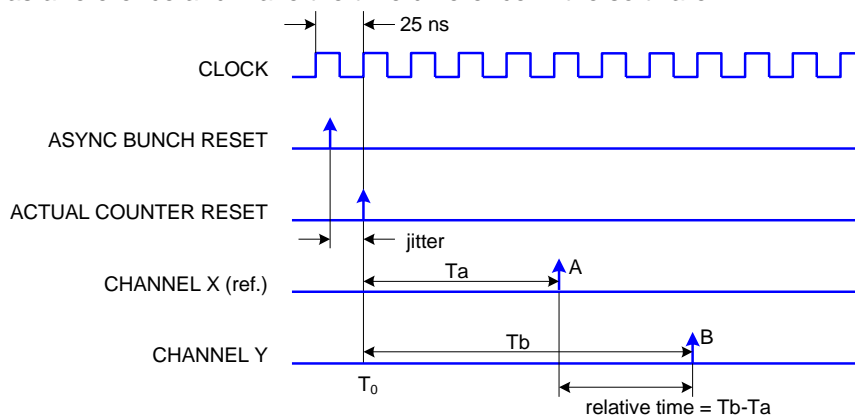 25 ns
CLOCK
ASYNC BUNCH RESET
ACTUAL COUNTER RESET
jitter
Ta
A
CHANNEL X (ref.)
Tb
B
CHANNEL Y
T₀
relative time = Tb-Ta